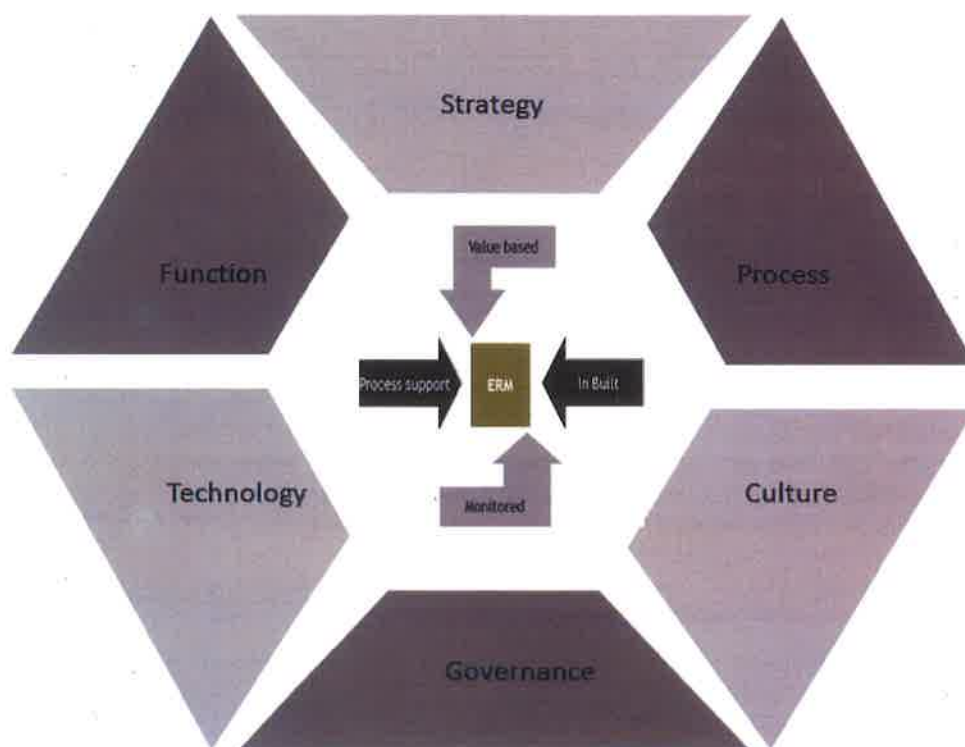 Strategy
Function
Process
Value based
Process support
ERM
In Built
Technology
Culture
Monitored
Governance